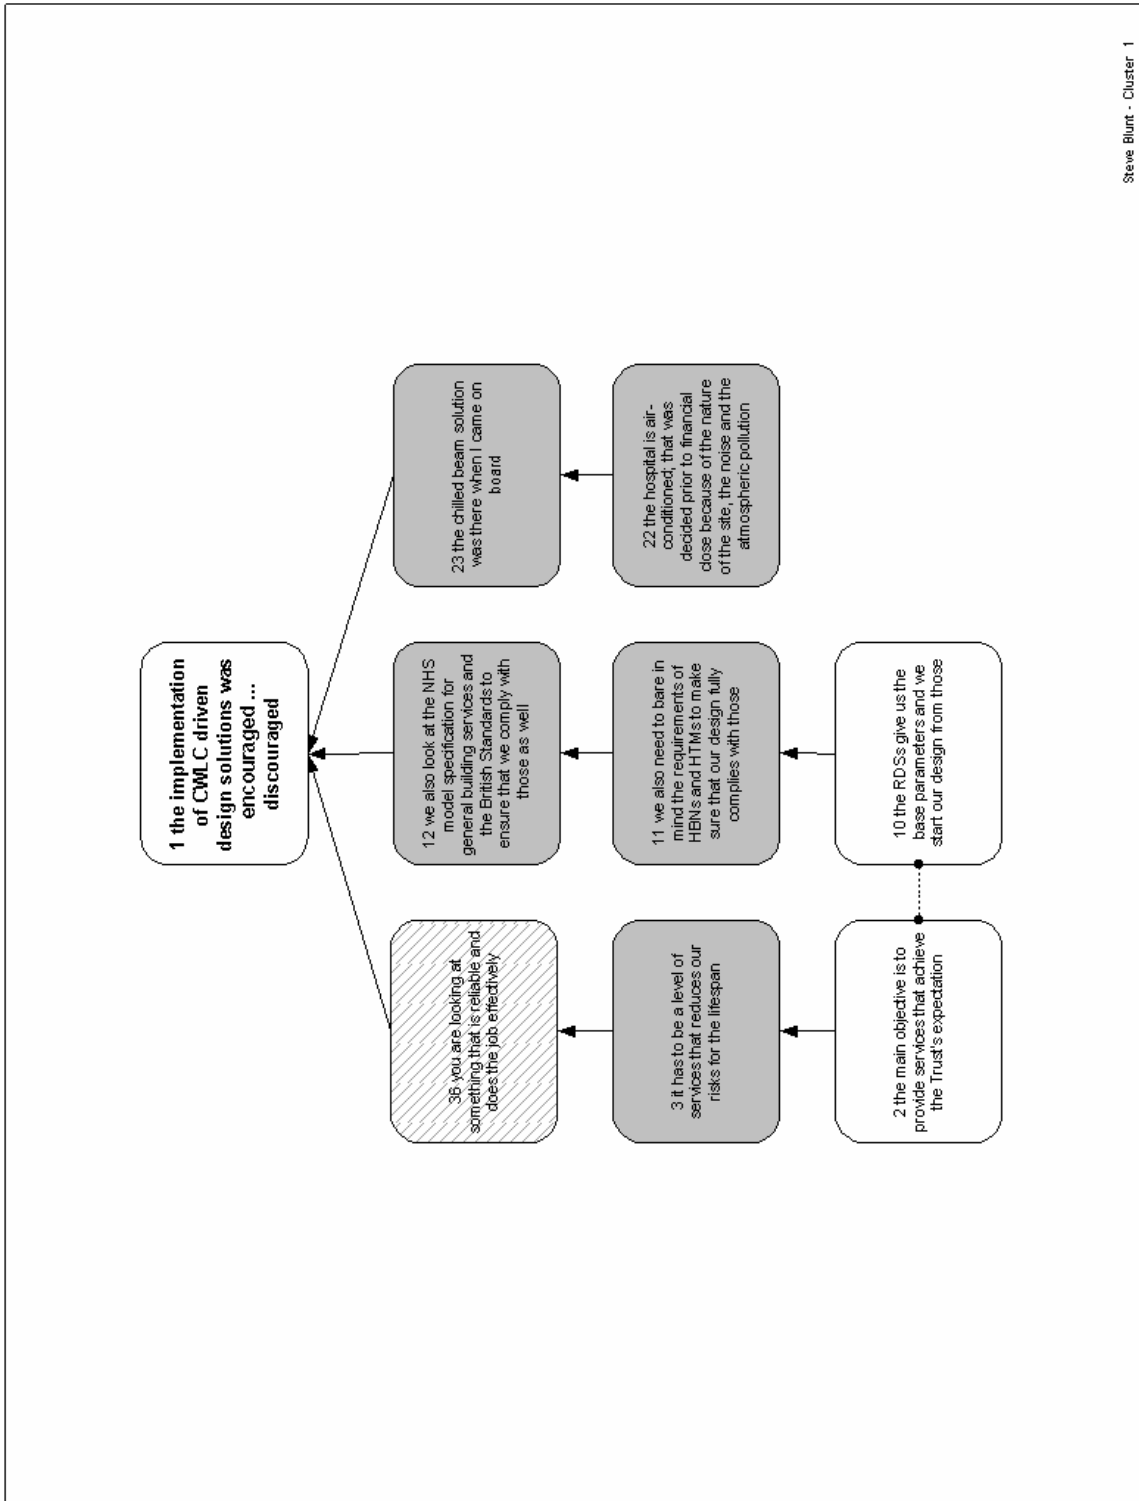 1 the implementation
of CWLC driven
design solutions was
encouraged ...
discouraged
36 you are looking at
something that is reliable and
does the job effectively
12 we also look at the NHS
model specification for
general building services and
the British Standards to
ensure that we comply with
those as well
23 the chilled beam solution
was there when I came on
board
3 it has to be a level of
services that reduces our
risks for the lifespan
11 we also need to bare in
mind the requirements of
HBNs and HTMs to make
sure that our design fully
complies with those
22 the hospital is air-
conditioned; that was
decided prior to financial
close because of the nature
of the site, the noise and the
atmospheric pollution
2 the main objective is to
provide services that achieve
the Trust's expectation
10 the RDSs give us the
base parameters and we
start our design from those
Steve Blunt - Cluster 1